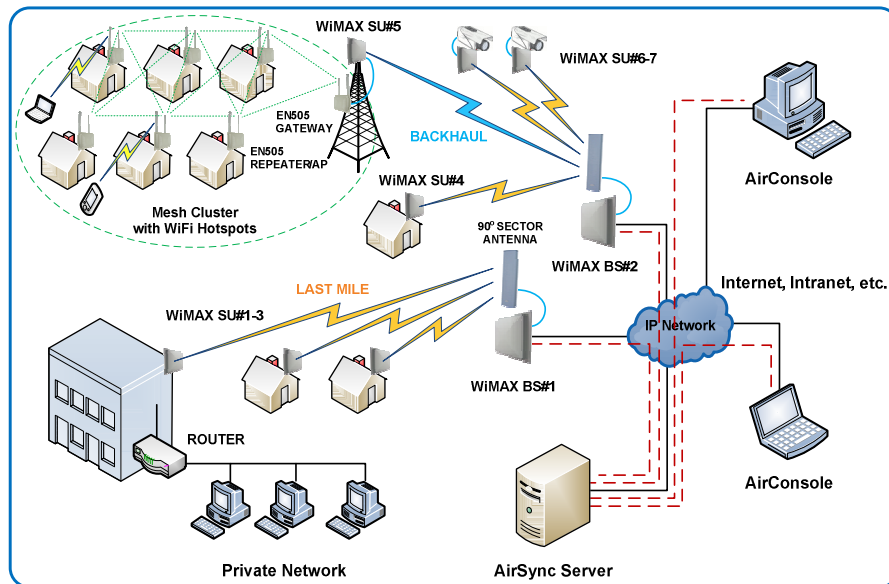 WiMAX SU#5
WiMAX SU#6-7
EN505
GATEWAY
BACKHAUL
EN505
REPEATER/AP
AirConsole
WiMAX SU#4
Mesh Cluster
with WiFi Hotspots
90° SECTOR
ANTENNA
WiMAX BS#2
Internet, Intranet, etc.
LAST MILE
WiMAX SU#1-3
IP Network
WiMAX BS#1
ROUTER
AirConsole
Private Network
AirSync Server